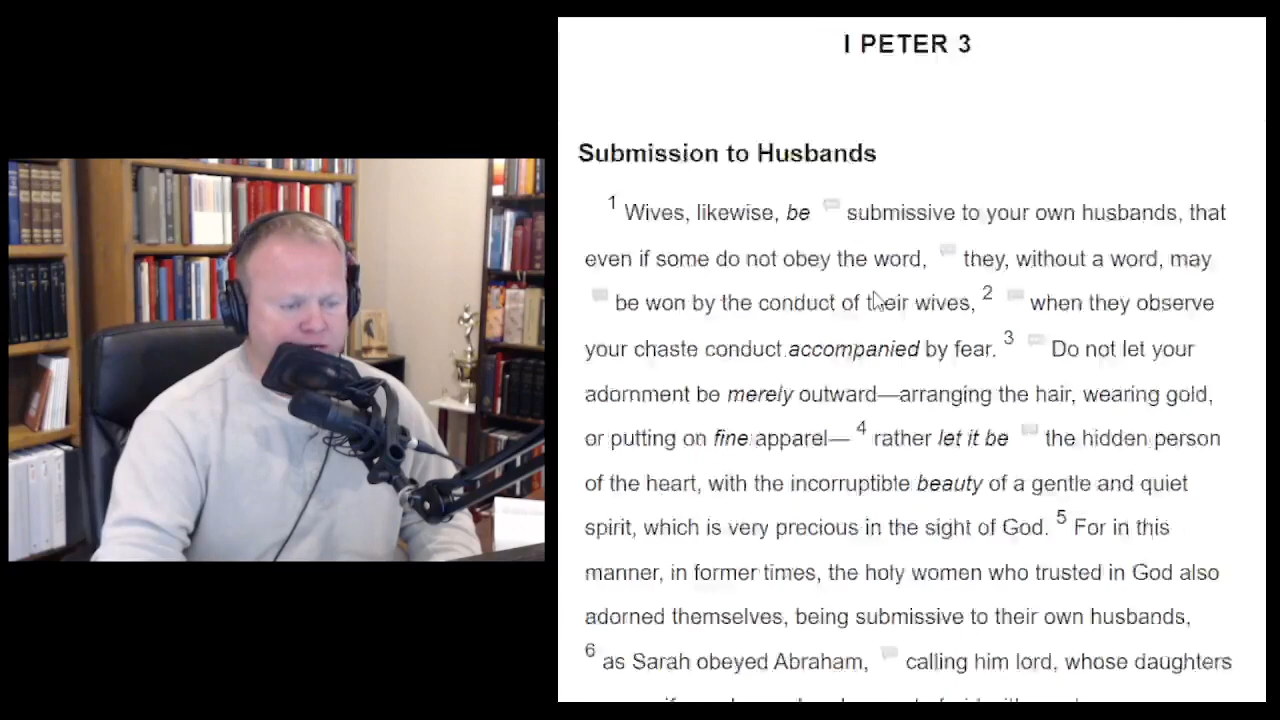 I PETER 3
Submission to Husbands
1 Wives, likewise, be submissive to your own husbands, that
even if some do not obey the word, they, without a word, may
be won by the conduct of their wives, 2 when they observe
your chaste conduct accompanied by fear. 3 Do not let your
adornment be merely outward—arranging the hair, wearing gold,
or putting on fine apparel— 4 rather let it be the hidden person
of the heart, with the incorruptible beauty of a gentle and quiet
spirit, which is very precious in the sight of God. 5 For in this
manner, in former times, the holy women who trusted in God also
adorned themselves, being submissive to their own husbands,
6 as Sarah obeyed Abraham, calling him lord, whose daughters